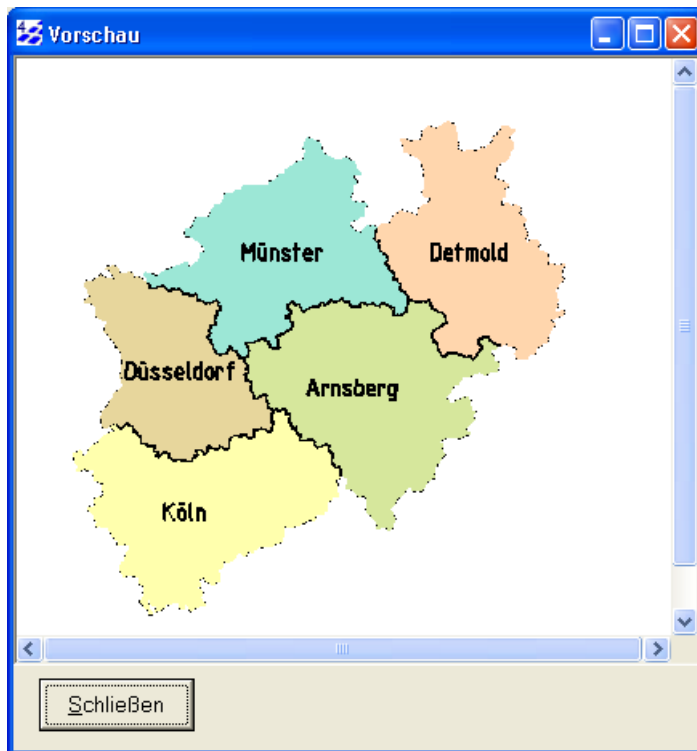 Vorschau
Münster
Detmold
Düsseldorf
Arnsberg
Köln
Schließen